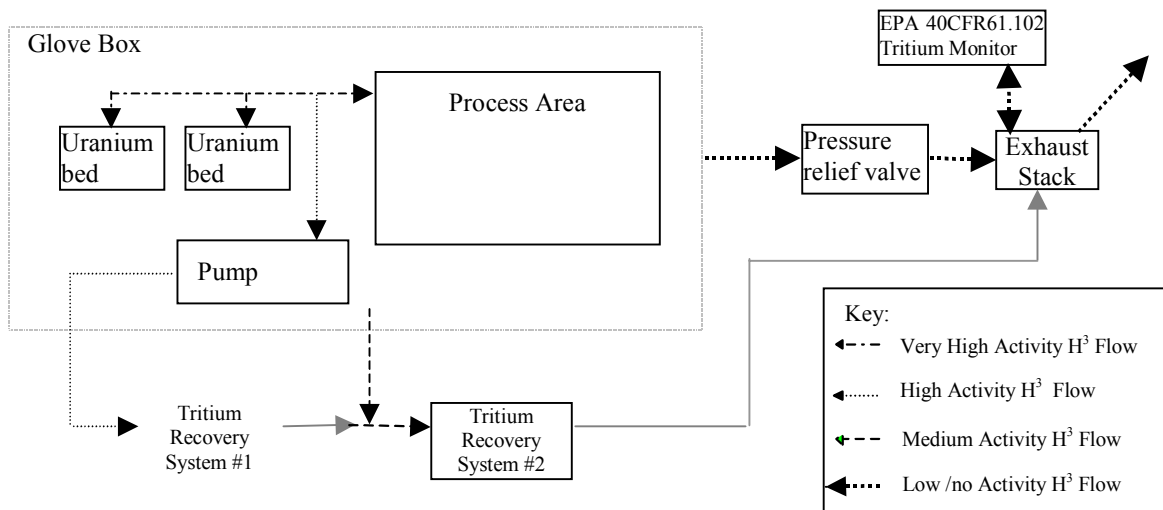 Glove Box
EPA 40CFR61.102
Tritium Monitor
Process Area
Uranium
bed
Uranium
bed
Pressure
relief valve
Exhaust
Stack
Pump
Tritium
Recovery
System #1
Tritium
Recovery
System #2
Key:
Very High Activity H³ Flow
High Activity H³ Flow
Medium Activity H³ Flow
Low /no Activity H³ Flow